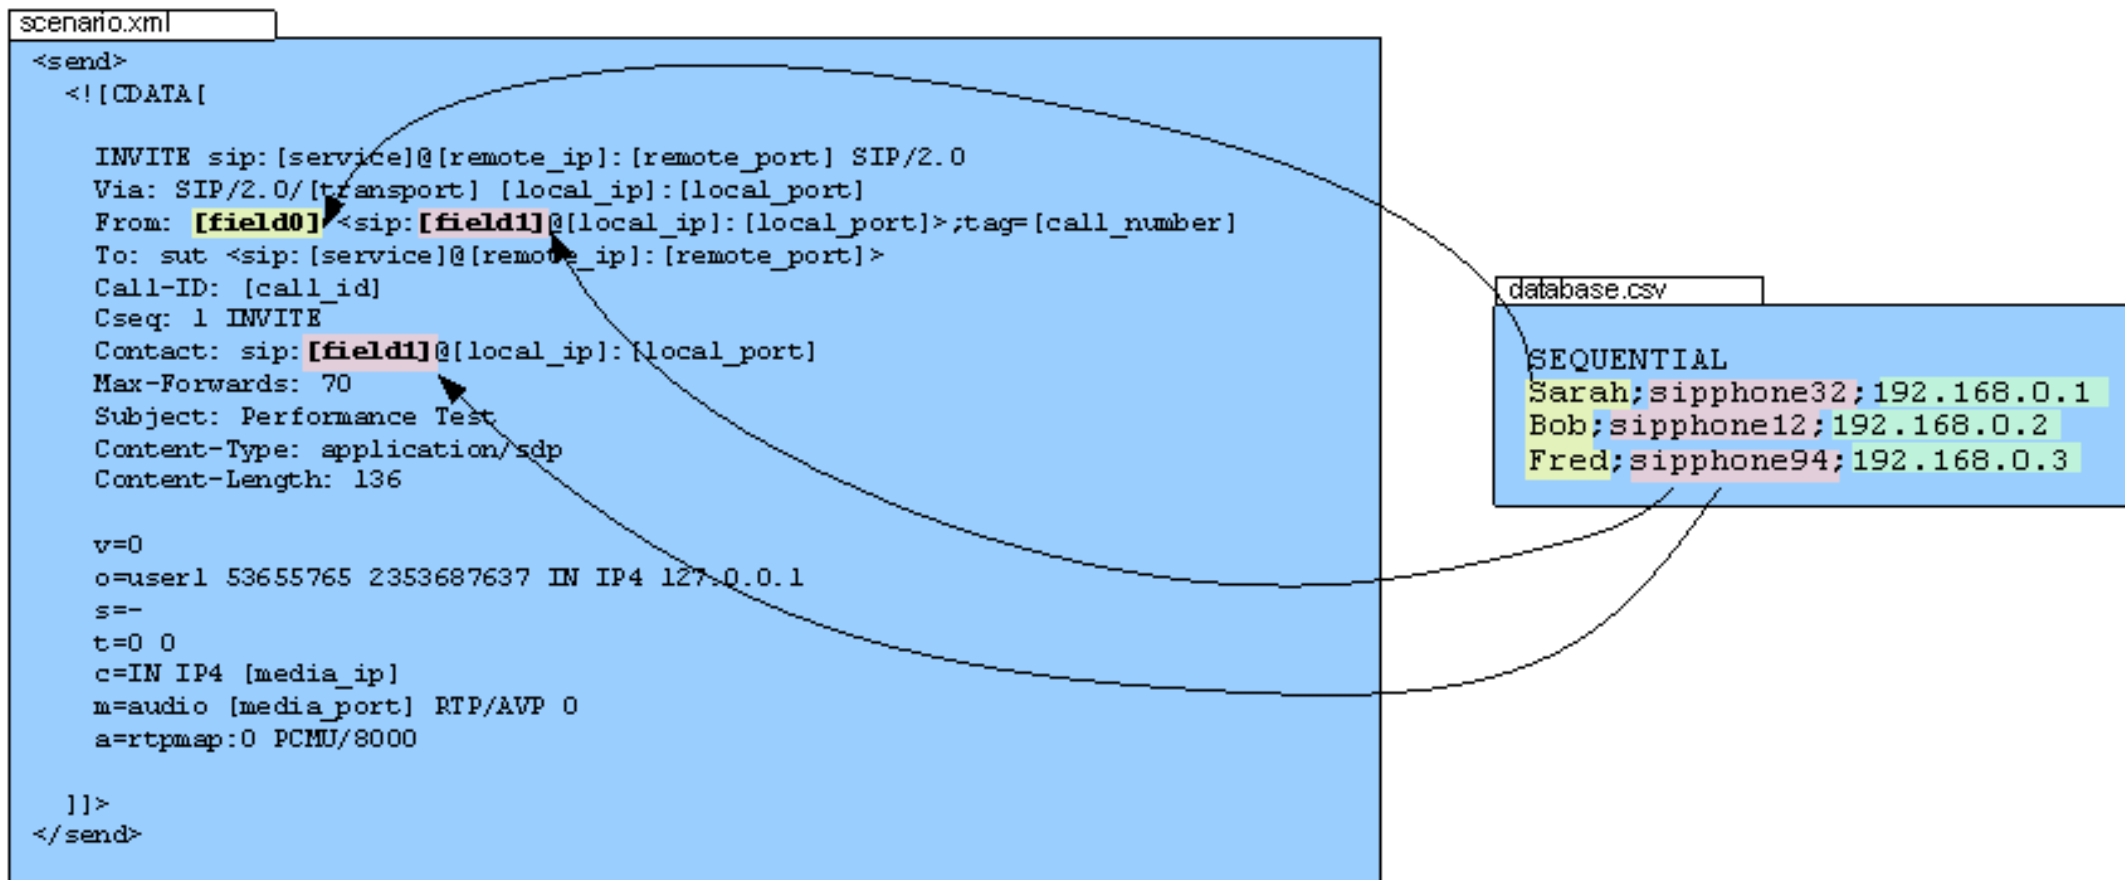 scenario.xml
<send>
<![CDATA[
INVITE sip:[service]@[remote_ip]:[remote_port] SIP/2.0
Via: SIP/2.0/[transport] [local_ip]:[local_port]
From: [field0] <sip:[field1]@[local_ip]:[local_port]>;tag=[call_number]
To: sut <sip:[service]@[remote_ip]:[remote_port]>
Call-ID: [call_id]
Cseq: 1 INVITE
Contact: sip:[field1]@[local_ip]:[local_port]
Max-Forwards: 70
Subject: Performance Test
Content-Type: application/sdp
Content-Length: 136
v=0
o=user1 53655765 2353687637 IN IP4 127.0.0.1
s=-
t=0 0
c=IN IP4 [media_ip]
m=audio [media_port] RTP/AVP 0
a=rtpmap:0 PCMU/8000
]]>
</send>
database.csv
SEQUENTIAL
Sarah;sipphone32;192.168.0.1
Bob;sipphone12;192.168.0.2
Fred;sipphone94;192.168.0.3